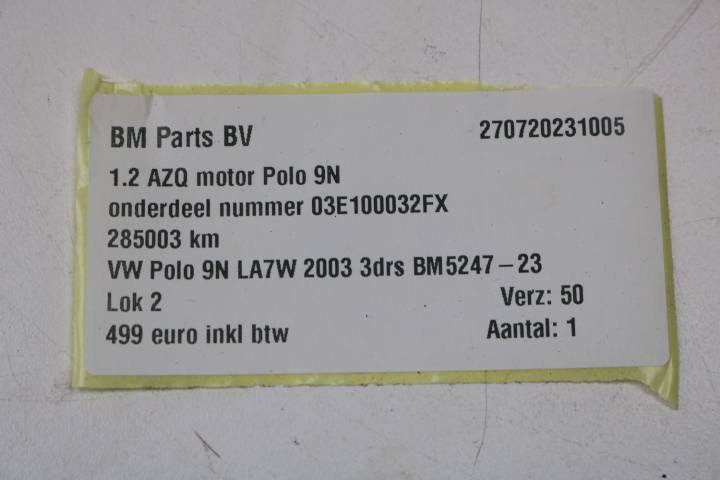 BM Parts BV 270720231005
1.2 AZQ motor Polo 9N
onderdeel nummer 03E100032FX
285003 km
VW Polo 9N LA7W 2003 3drs BM5247-23
Lok 2 Verz: 50
499 euro inkl btw Aantal: 1